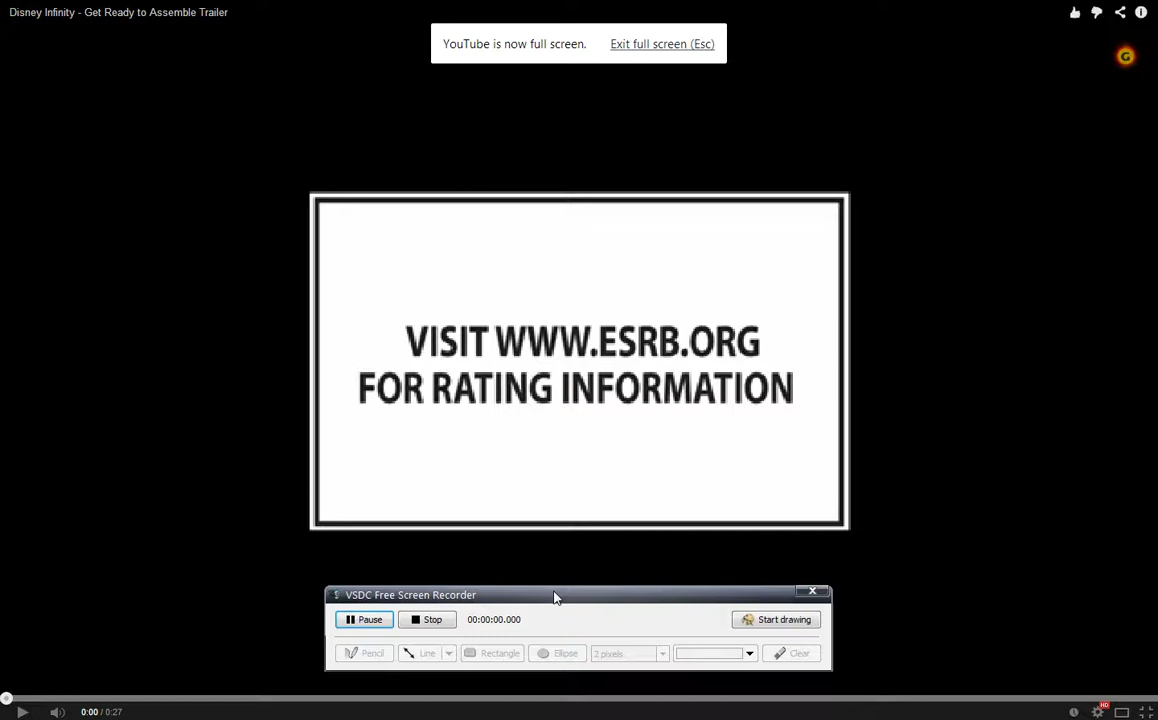 Disney Infinity - Get Ready to Assemble Trailer
YouTube is now full screen. Exit full screen (Esc)
G
VISIT WWW.ESRB.ORG
FOR RATING INFORMATION
VSDC Free Screen Recorder
Pause Stop 00:00:00.000 Start drawing
Pencil Line Rectangle Ellipse 2 pixels Clear
0:00 / 0:27 HD